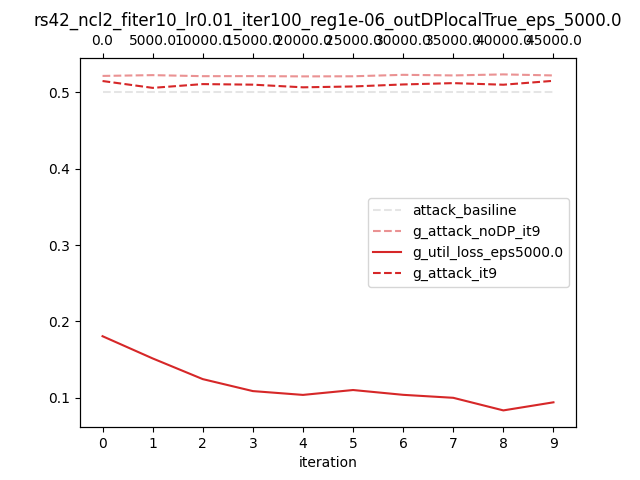 rs42_ncl2_fiter10_lr0.01_iter100_reg1e-06_outDPlocalTrue_eps_5000.0
0.0 5000.0 10000.0 15000.0 20000.0 25000.0 30000.0 35000.0 40000.0 45000.0
0.5
0.4
0.3
0.2
0.1
attack_basiline
g_attack_noDP_it9
g_util_loss_eps5000.0
g_attack_it9
0 1 2 3 4 5 6 7 8 9
iteration